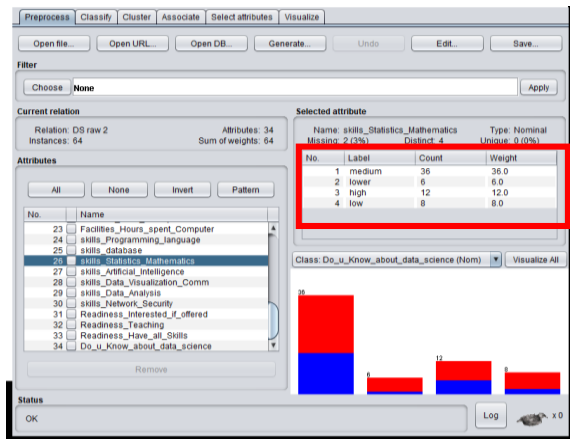 Preprocess Classify Cluster Associate Select attributes Visualize
Open file... Open URL... Open DB... Generate... Undo Edit... Save...
Filter
Choose None Apply
Current relation
Relation: DS raw 2 Attributes: 34
Instances: 64 Sum of weights: 64
Attributes
All None Invert Pattern
No. Name
23 Facilities_Hours_spent_Computer
24 skills_Programming_language
25 skills_database
26 skills_Statistics_Mathematics
27 skills_Artificial_Intelligence
28 skills_Data_Visualization_Comm
29 skills_Data_Analysis
30 skills_Network_Security
31 Readiness_Interested_if_offered
32 Readiness_Teaching
33 Readiness_Have_all_Skills
34 Do_u_Know_about_data_science
Remove
Selected attribute
Name: skills_Statistics_Mathematics Type: Nominal
Missing: 2 (3%) Distinct: 4 Unique: 0 (0%)
No. Label Count Weight
1 medium 36 36.0
2 lower 6 6.0
3 high 12 12.0
4 low 8 8.0
Class: Do_u_Know_about_data_science (Nom) Visualize All
36
6
12
8
Status
OK
Log x 0